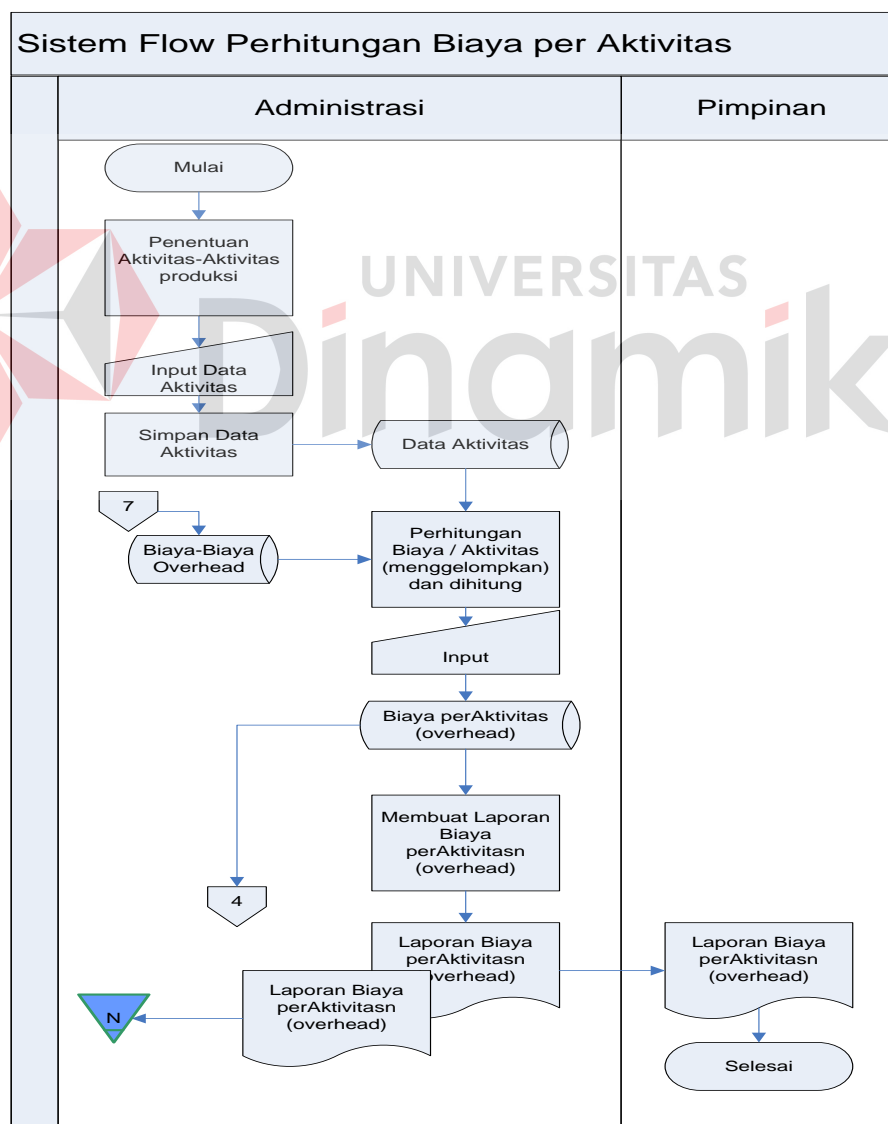 Sistem Flow Perhitungan Biaya per Aktivitas
Administrasi
Pimpinan
Mulai
Penentuan
Aktivitas-Aktivitas
produksi
UNIVERSITAS
Dinamik
Input Data
Aktivitas
Simpan Data
Aktivitas
Data Aktivitas
7
Biaya-Biaya
Overhead
Perhitungan
Biaya / Aktivitas
(menggelompkan)
dan dihitung
Input
Biaya perAktivitas
(overhead)
Membuat Laporan
Biaya
perAktivitasn
(overhead)
4
Laporan Biaya
perAktivitasn
overhead)
Laporan Biaya
perAktivitasn
(overhead)
Laporan Biaya
perAktivitasn
(overhead)
N
Selesai